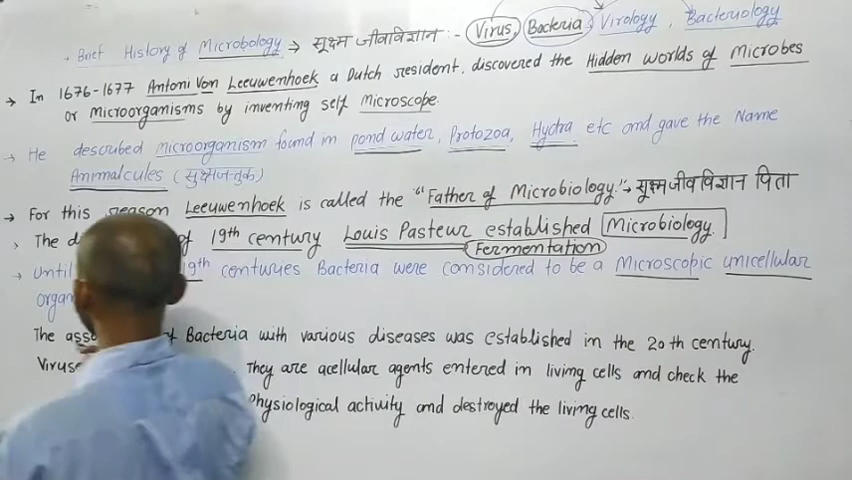 · Brief History of Microbology → सूक्ष्म जीवविज्ञान :- Virus, Bacteria : Virology, Bacteriology
→ In 1676-1677 Antoni Von Leeuwenhoek a Dutch resident, discovered the Hidden worlds of Microbes
or Microorganisms by inventing self Microscope.
→ He described microorganism found in pond water, Protozoa, Hydra etc and gave the Name
Animalcules (सुक्ष्मजन्तुक)
→ For this reason Leeuwenhoek is called the "Father of Microbiology." → सूक्ष्मजीवविज्ञान पिता
› The of 19th century Louis Pasteur established Microbiology.
Fermentation
→ Until 19th centuries Bacteria were considered to be a Microscopic unicellular
The of Bacteria with various diseases was established in the 20th century.
They are acellular agents entered in living cells and check the
Physiological activity and destroyed the living cells.